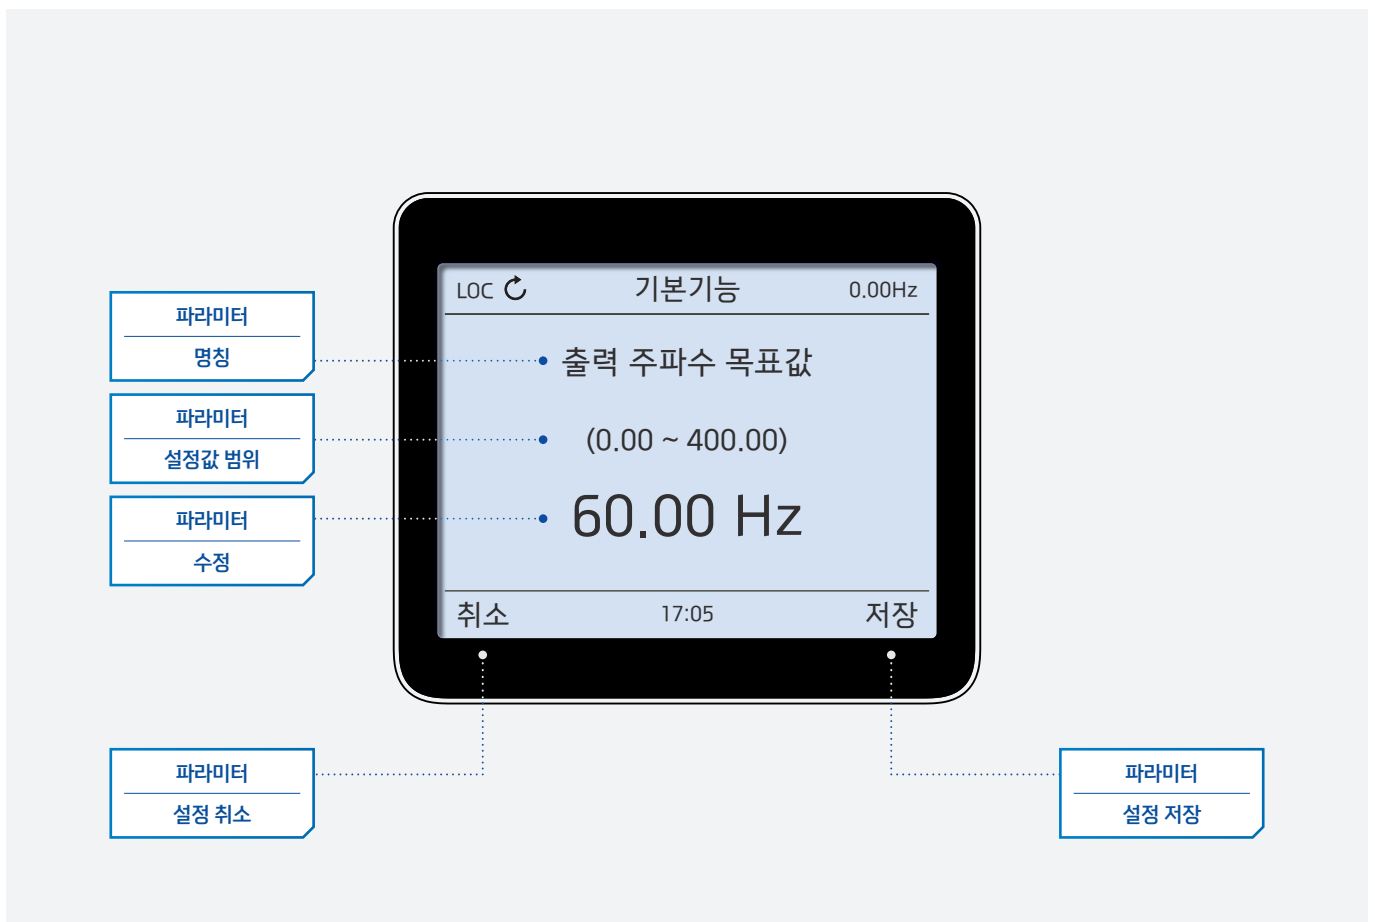 LOC 기본기능 0.00Hz
파라미터
명칭
출력 주파수 목표값
파라미터
설정값 범위
(0.00 ~ 400.00)
파라미터
수정
60.00 Hz
취소 17:05 저장
파라미터
설정 취소
파라미터
설정 저장